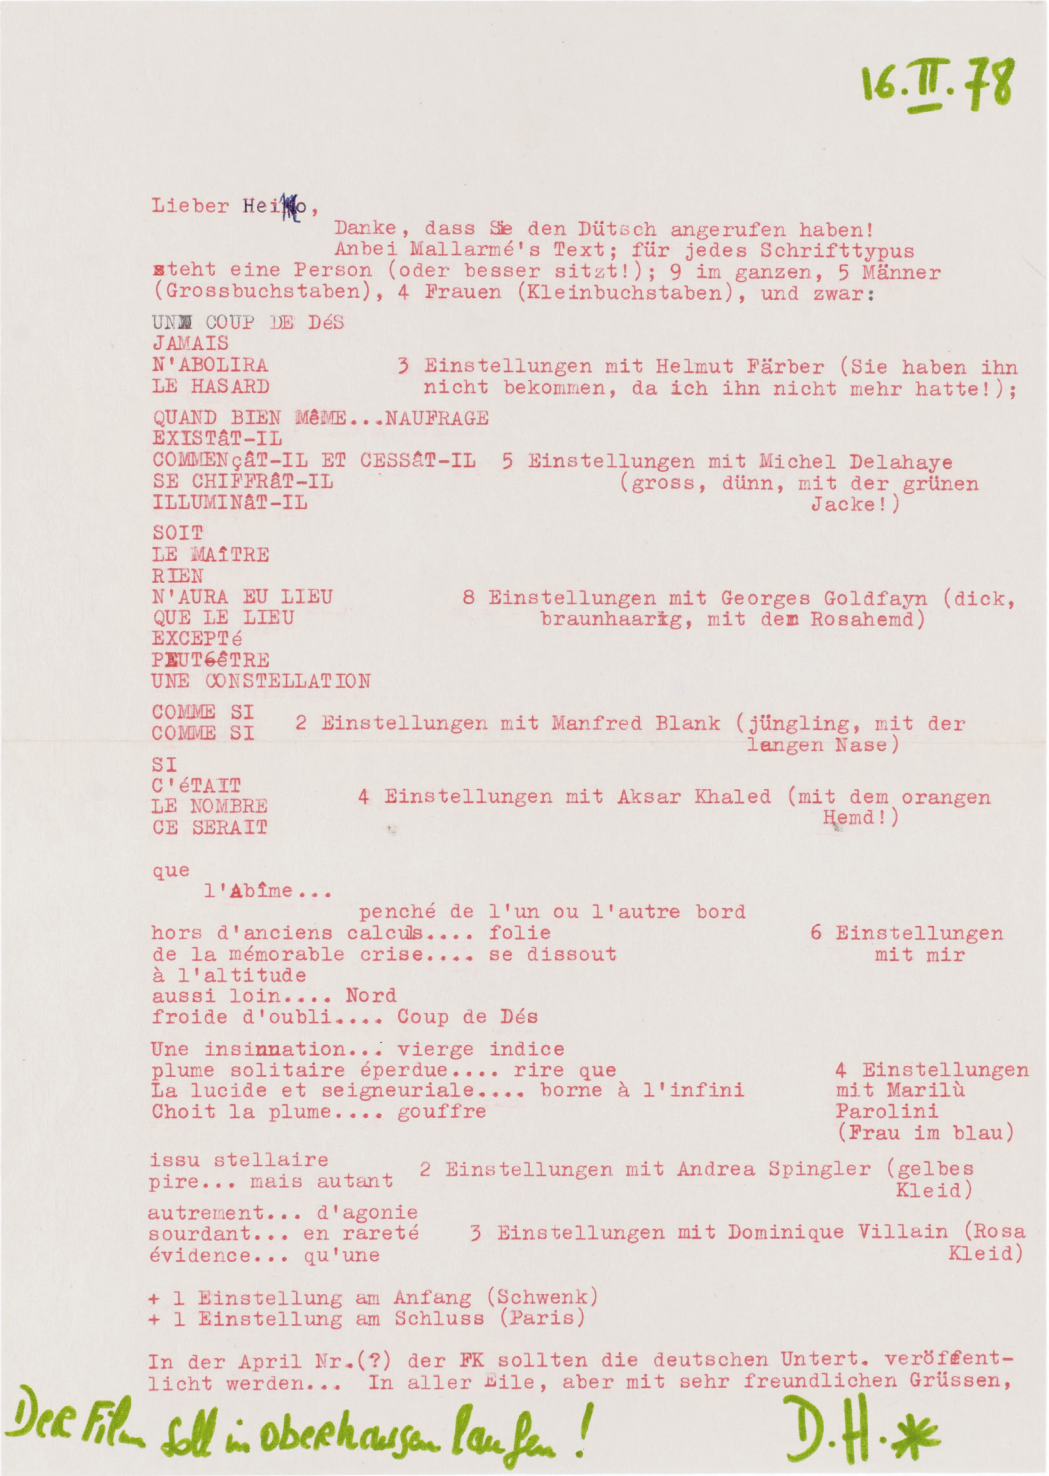 16.II.78
Lieber Heiko,
Danke, dass Sie den Dütsch angerufen haben!
Anbei Mallarmé's Text; für jedes Schrifttypus
steht eine Person (oder besser sitzt!); 9 im ganzen, 5 Männer
(Grossbuchstaben), 4 Frauen (Kleinbuchstaben), und zwar:
UN COUP DE DéS
JAMAIS
N'ABOLIRA 3 Einstellungen mit Helmut Färber (Sie haben ihn
LE HASARD nicht bekommen, da ich ihn nicht mehr hatte!);
QUAND BIEN MêME...NAUFRAGE
EXISTâT-IL
COMMENçâT-IL ET CESSâT-IL 5 Einstellungen mit Michel Delahaye
SE CHIFFRâT-IL (gross, dünn, mit der grünen
ILLUMINâT-IL Jacke!)
SOIT
LE MAîTRE
RIEN
N'AURA EU LIEU 8 Einstellungen mit Georges Goldfayn (dick,
QUE LE LIEU braunhaarig, mit dem Rosahemd)
EXCEPTé
PEUT-êTRE
UNE CONSTELLATION
COMME SI 2 Einstellungen mit Manfred Blank (jüngling, mit der
COMME SI langen Nase)
SI
C'éTAIT
LE NOMBRE 4 Einstellungen mit Aksar Khaled (mit dem orangen
CE SERAIT Hemd!)
que
l'Abîme...
penché de l'un ou l'autre bord
hors d'anciens calculs.... folie 6 Einstellungen
de la mémorable crise.... se dissout mit mir
à l'altitude
aussi loin.... Nord
froide d'oubli.... Coup de Dés
Une insinnation... vierge indice
plume solitaire éperdue.... rire que 4 Einstellungen
La lucide et seigneuriale.... borne à l'infini mit Marilù
Choit la plume.... gouffre Parolini
(Frau im blau)
issu stellaire 2 Einstellungen mit Andrea Spingler (gelbes
pire... mais autant Kleid)
autrement... d'agonie
sourdant... en rareté 3 Einstellungen mit Dominique Villain (Rosa
évidence... qu'une Kleid)
+ 1 Einstellung am Anfang (Schwenk)
+ 1 Einstellung am Schluss (Paris)
In der April Nr.(?) der FK sollten die deutschen Untert. veröffent-
licht werden... In aller Eile, aber mit sehr freundlichen Grüssen,
Der Film soll in Oberhausen laufen! D.H.*